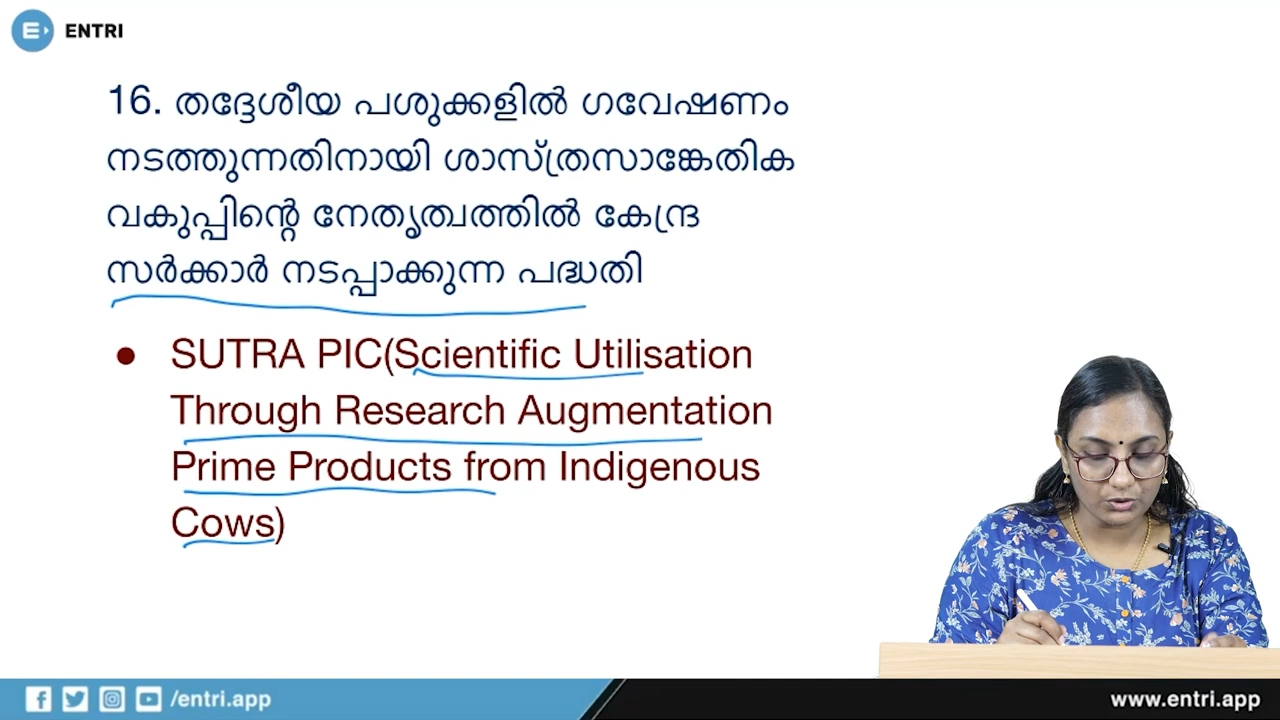 ENTRI
16. തദ്ദേശീയ പശുക്കളിൽ ഗവേഷണം
നടത്തുന്നതിനായി ശാസ്ത്രസാങ്കേതിക
വകുപ്പിന്റെ നേതൃത്വത്തിൽ കേന്ദ്ര
സർക്കാർ നടപ്പാക്കുന്ന പദ്ധതി
● SUTRA PIC(Scientific Utilisation
Through Research Augmentation
Prime Products from Indigenous
Cows)
/entri.app
www.entri.app